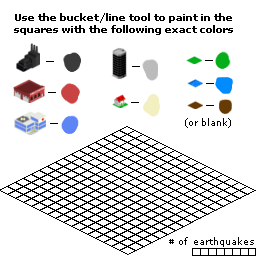 Use the bucket/line tool to paint in the
squares with the following exact colors
(or blank)
# of earthquakes